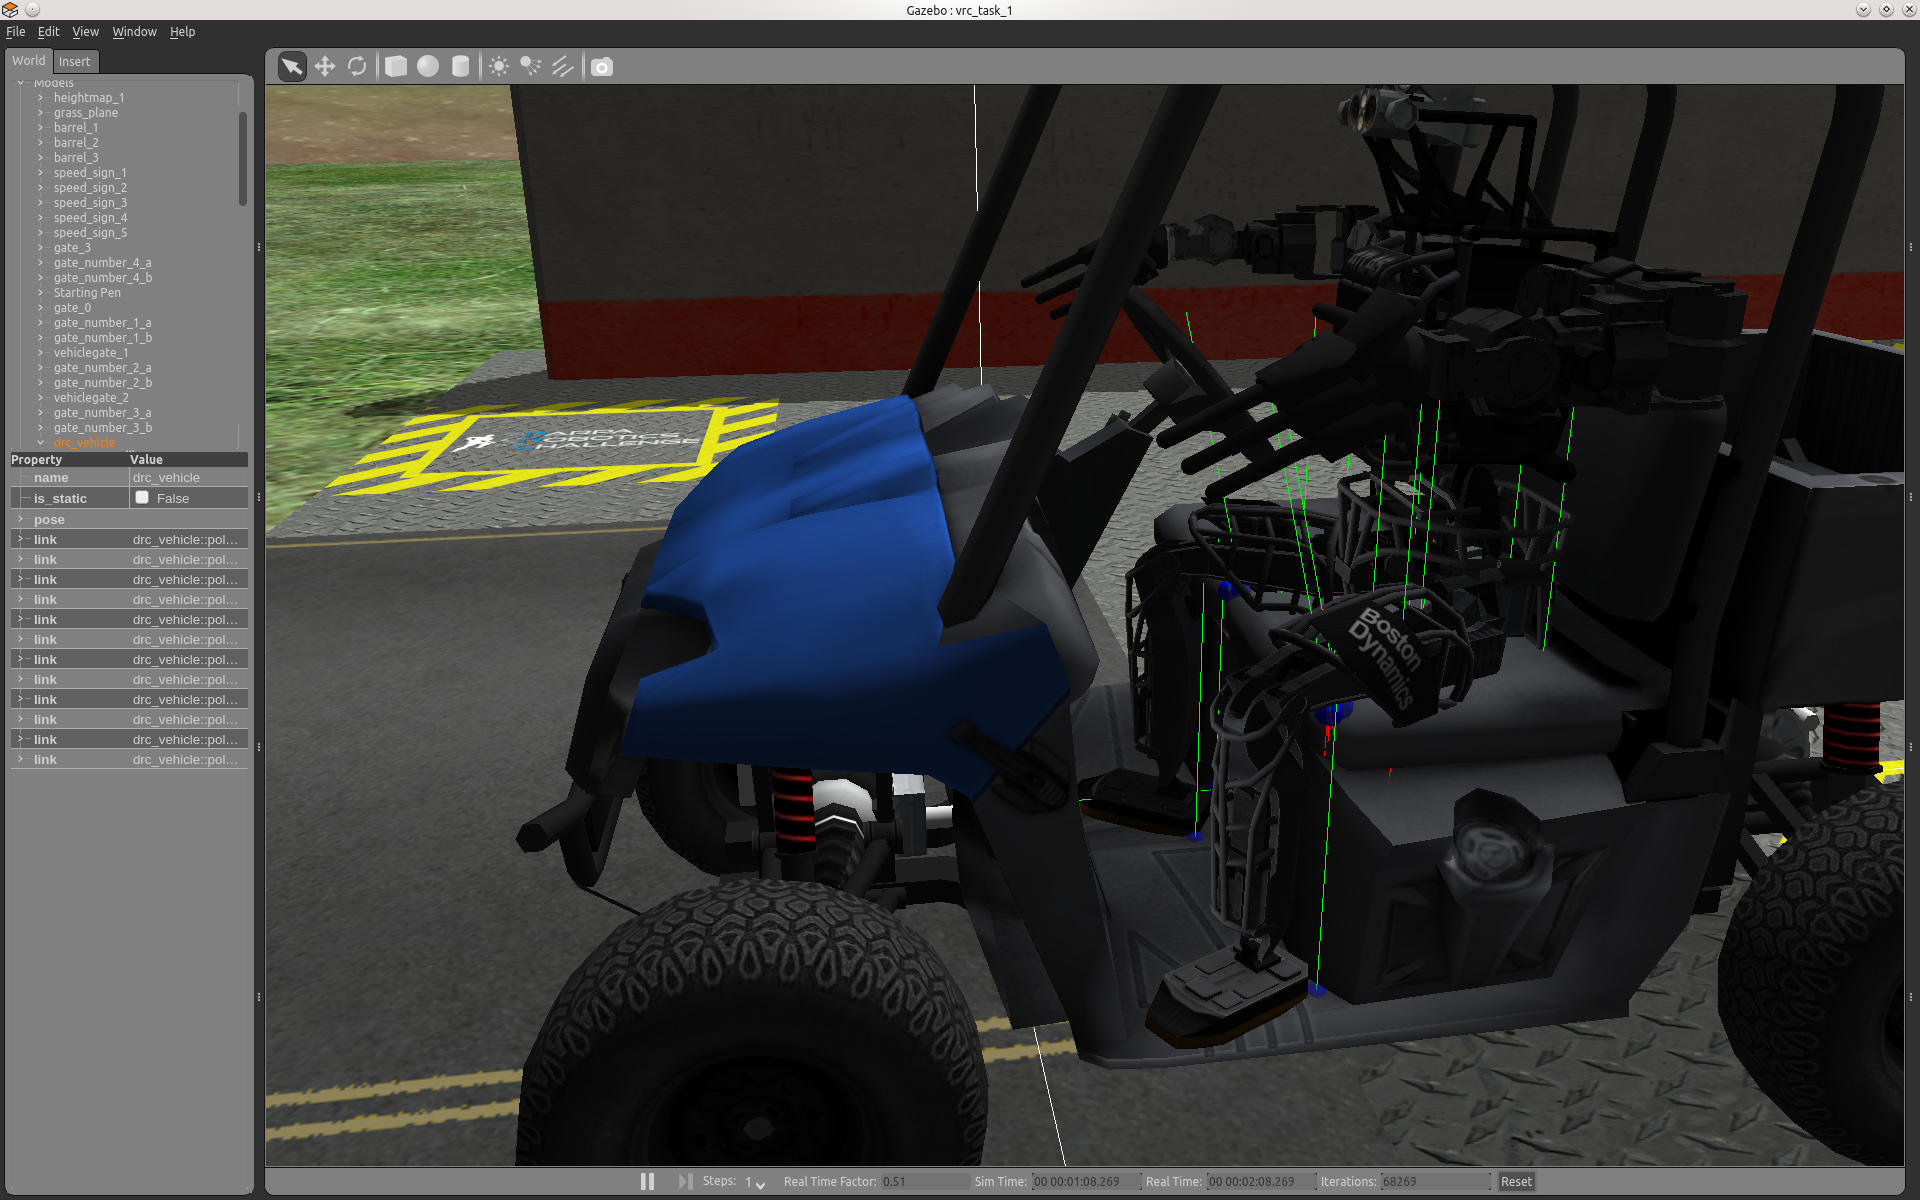 Gazebo : vrc_task_1
File Edit View Window Help
World Insert
Models
heightmap_1
grass_plane
barrel_1
barrel_2
barrel_3
speed_sign_1
speed_sign_2
speed_sign_3
speed_sign_4
speed_sign_5
gate_3
gate_number_4_a
gate_number_4_b
Starting Pen
gate_0
gate_number_1_a
gate_number_1_b
vehiclegate_1
gate_number_2_a
gate_number_2_b
vehiclegate_2
gate_number_3_a
gate_number_3_b
drc_vehicle
Property Value
name drc_vehicle
is_static False
pose
link drc_vehicle::pol...
link drc_vehicle::pol...
link drc_vehicle::pol...
link drc_vehicle::pol...
link drc_vehicle::pol...
link drc_vehicle::pol...
link drc_vehicle::pol...
link drc_vehicle::pol...
link drc_vehicle::pol...
link drc_vehicle::pol...
link drc_vehicle::pol...
link drc_vehicle::pol...
DARPA
ROBOTICS
CHALLENGE
Boston
Dynamics
Steps: 1 Real Time Factor: 0.51 Sim Time: 00 00:01:08.269 Real Time: 00 00:02:08.269 Iterations: 68269 Reset